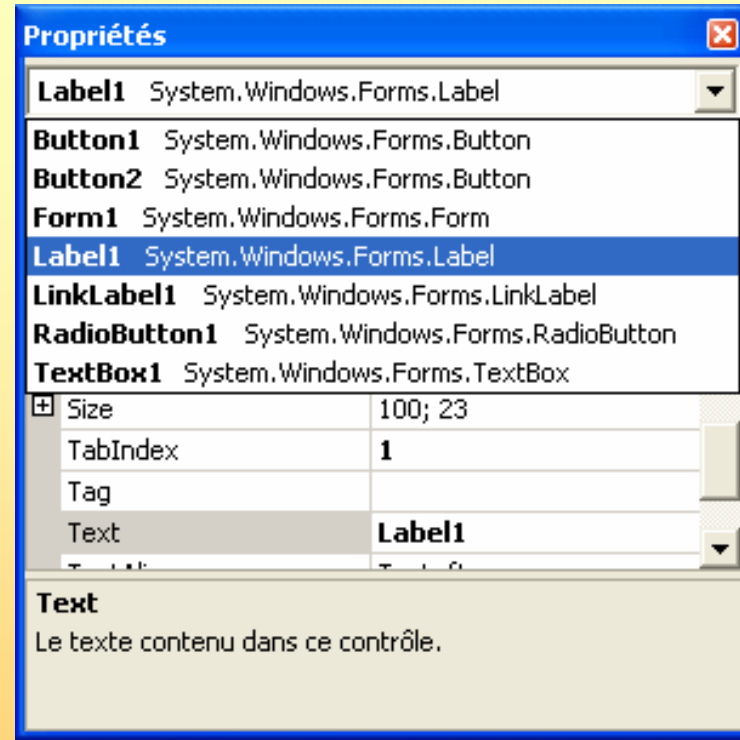 Propriétés
Label1 System.Windows.Forms.Label
Button1 System.Windows.Forms.Button
Button2 System.Windows.Forms.Button
Form1 System.Windows.Forms.Form
Label1 System.Windows.Forms.Label
LinkLabel1 System.Windows.Forms.LinkLabel
RadioButton1 System.Windows.Forms.RadioButton
TextBox1 System.Windows.Forms.TextBox
Size 100; 23
TabIndex 1
Tag
Text Label1
Text
Le texte contenu dans ce contrôle.